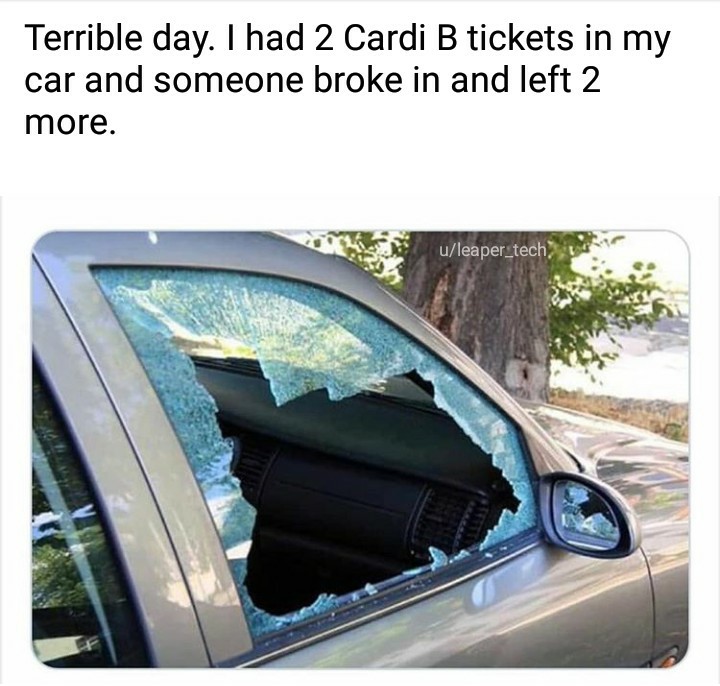 Terrible day. I had 2 Cardi B tickets in my
car and someone broke in and left 2
more.
u/leaper_tech